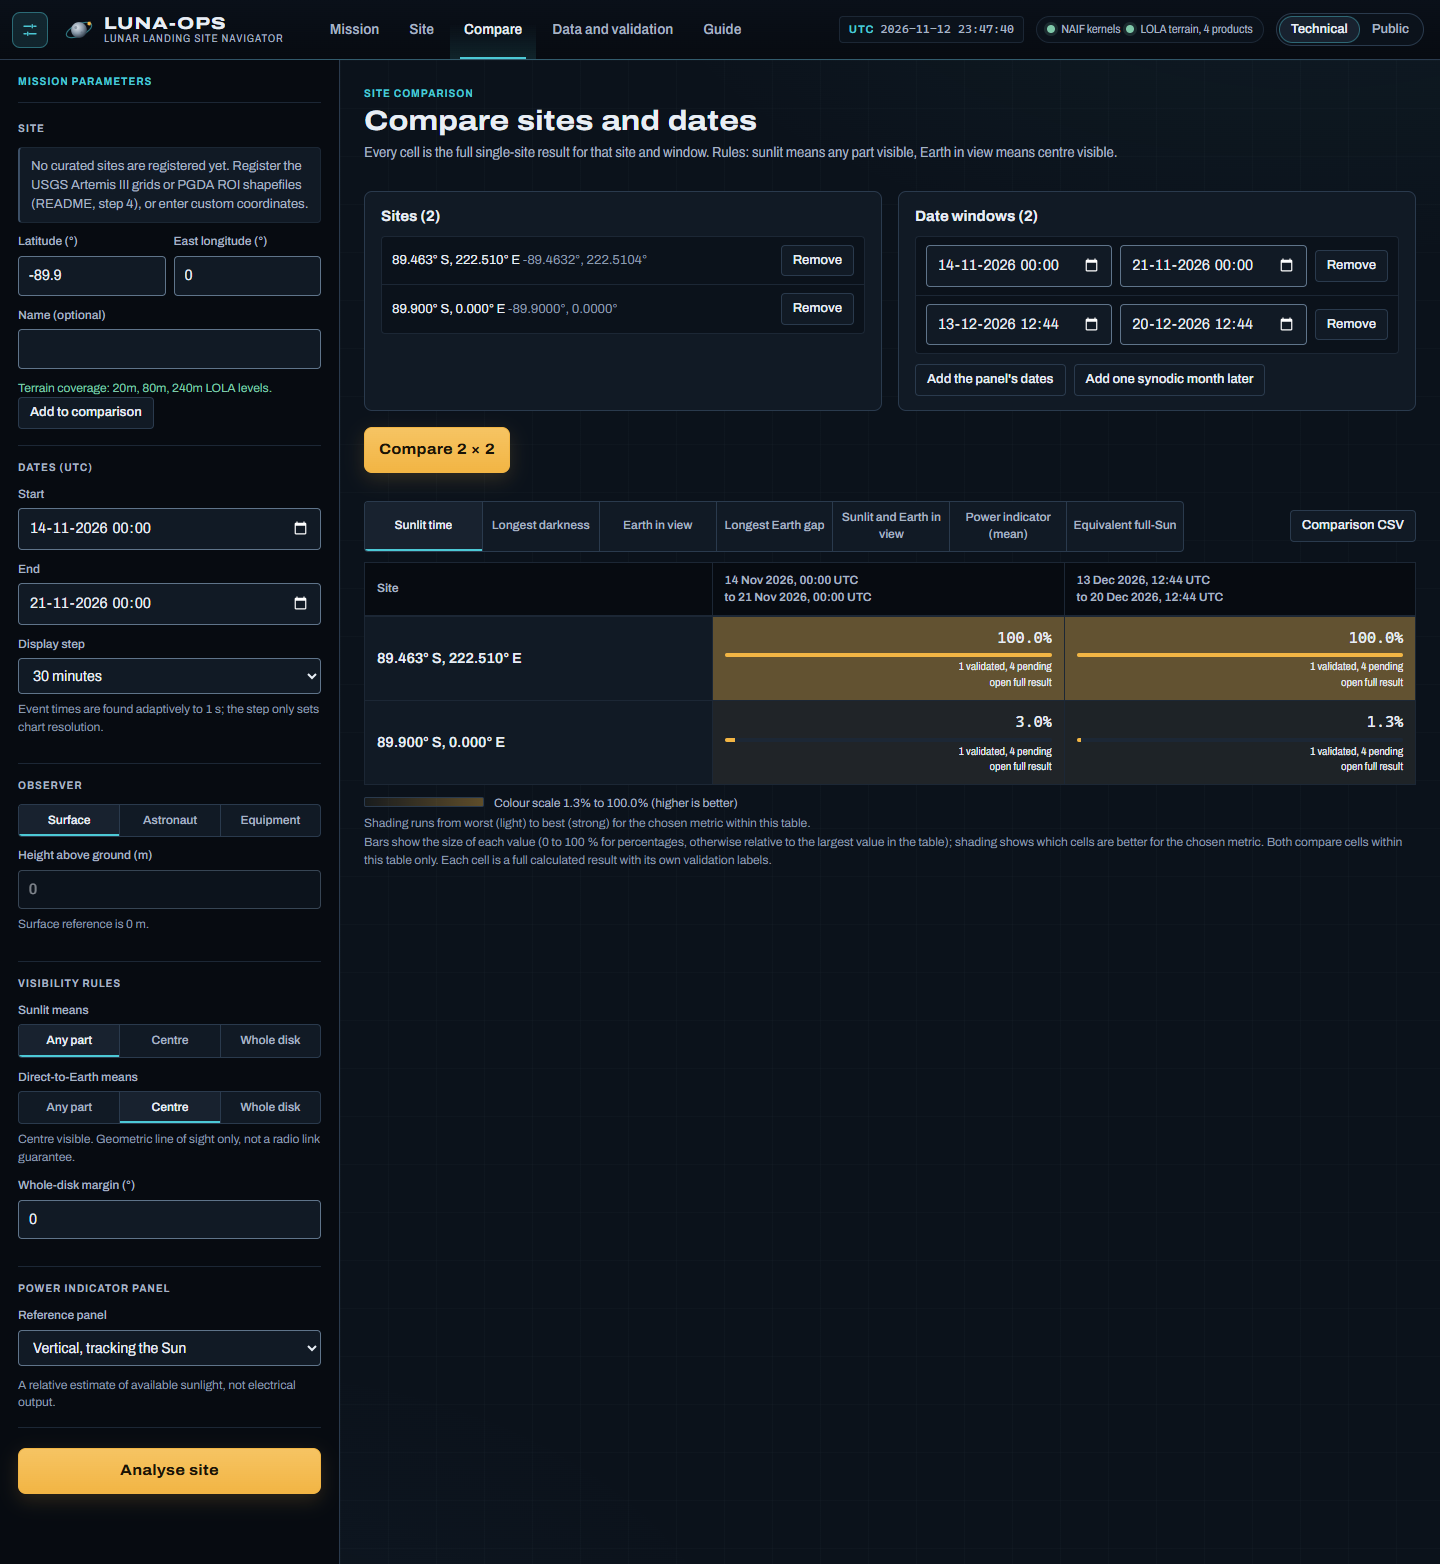 LUNA-OPS
LUNAR LANDING SITE NAVIGATOR
Mission
Site
Compare
Data and validation
Guide
UTC 2026-11-12 23:47:40
NAIF kernels
LOLA terrain, 4 products
Technical
Public
MISSION PARAMETERS
SITE
No curated sites are registered yet. Register the
USGS Artemis III grids or PGDA ROI shapefiles
(README, step 4), or enter custom coordinates.
Latitude (°)
East longitude (°)
-89.9
0
Name (optional)
Terrain coverage: 20m, 80m, 240m LOLA levels.
Add to comparison
DATES (UTC)
Start
14-11-2026 00:00
End
21-11-2026 00:00
Display step
30 minutes
Event times are found adaptively to 1 s; the step only sets
chart resolution.
OBSERVER
Surface
Astronaut
Equipment
Height above ground (m)
0
Surface reference is 0 m.
VISIBILITY RULES
Sunlit means
Any part
Centre
Whole disk
Direct-to-Earth means
Any part
Centre
Whole disk
Centre visible. Geometric line of sight only, not a radio link
guarantee.
Whole-disk margin (°)
0
POWER INDICATOR PANEL
Reference panel
Vertical, tracking the Sun
A relative estimate of available sunlight, not electrical
output.
Analyse site
SITE COMPARISON
Compare sites and dates
Every cell is the full single-site result for that site and window. Rules: sunlit means any part visible, Earth in view means centre visible.
Sites (2)
89.463° S, 222.510° E -89.4632°, 222.5104°
Remove
89.900° S, 0.000° E -89.9000°, 0.0000°
Remove
Date windows (2)
14-11-2026 00:00
21-11-2026 00:00
Remove
13-12-2026 12:44
20-12-2026 12:44
Remove
Add the panel's dates
Add one synodic month later
Compare 2 × 2
Sunlit time
Longest darkness
Earth in view
Longest Earth gap
Sunlit and Earth in
view
Power indicator
(mean)
Equivalent full-Sun
Comparison CSV
Site
14 Nov 2026, 00:00 UTC
to 21 Nov 2026, 00:00 UTC
13 Dec 2026, 12:44 UTC
to 20 Dec 2026, 12:44 UTC
89.463° S, 222.510° E
100.0%
1 validated, 4 pending
open full result
100.0%
1 validated, 4 pending
open full result
89.900° S, 0.000° E
3.0%
1 validated, 4 pending
open full result
1.3%
1 validated, 4 pending
open full result
Colour scale 1.3% to 100.0% (higher is better)
Shading runs from worst (light) to best (strong) for the chosen metric within this table.
Bars show the size of each value (0 to 100 % for percentages, otherwise relative to the largest value in the table); shading shows which cells are better for the chosen metric. Both compare cells within
this table only. Each cell is a full calculated result with its own validation labels.